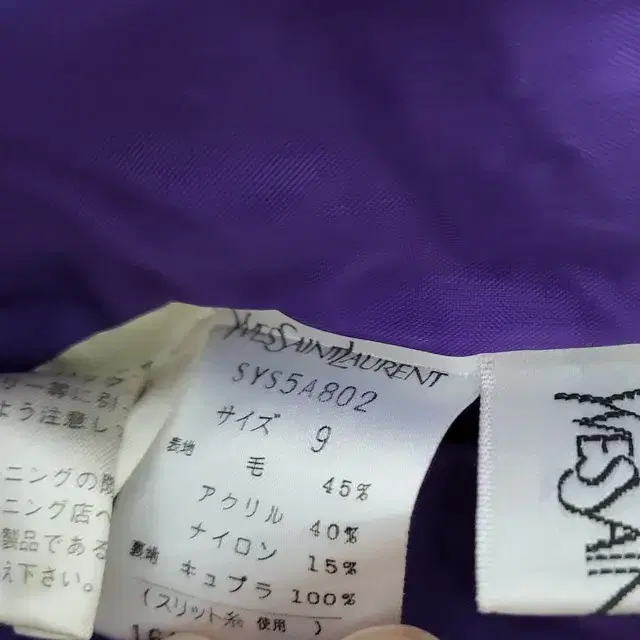 YVES SAINT LAURENT
SYS5A802
サイズ 9
表地 毛 45%
アクリル 40%
ナイロン 15%
裏地 キュプラ 100%
(スリット糸 使用)
に引
よう注意し
ニングの際
ニング店へ
製品である
え下さい。
YVES SAIN